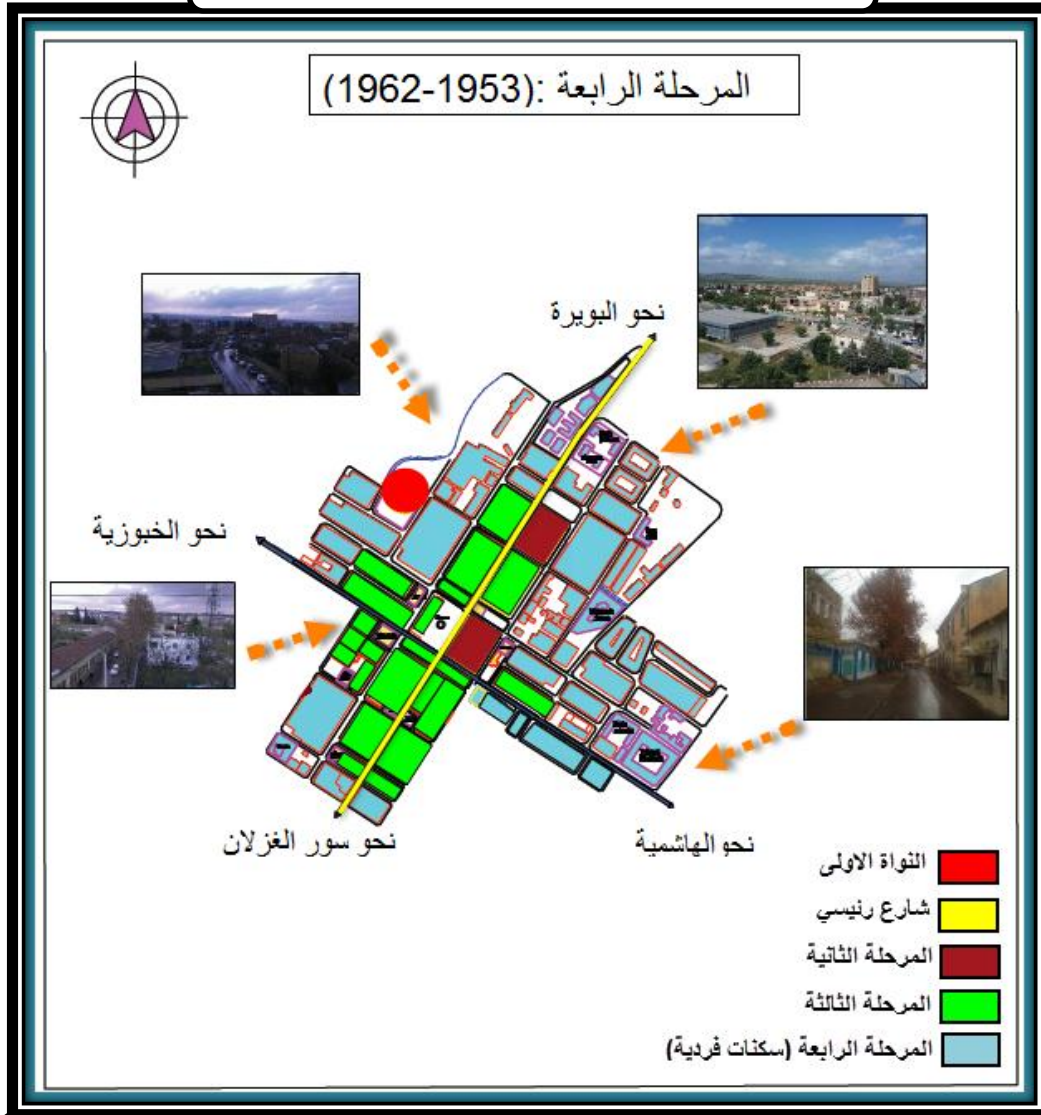 المرحلة الرابعة :(1953-1962)
نحو البويرة
نحو الخبوزية
نحو سور الغزلان
نحو الهاشمية
النواة الاولى
شارع رئيسي
المرحلة الثانية
المرحلة الثالثة
المرحلة الرابعة (سكنات فردية)